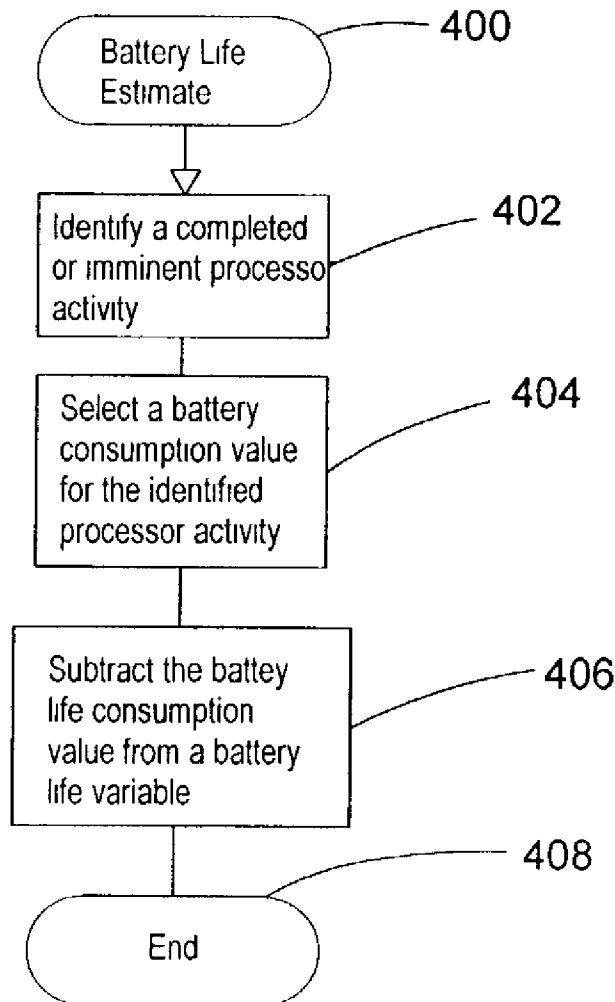 Battery Life
Estimate
400
Identify a completed
or imminent processo
activity
402
Select a battery
consumption value
for the identified
processor activity
404
Subtract the battey
life consumption
value from a battery
life variable
406
End
408